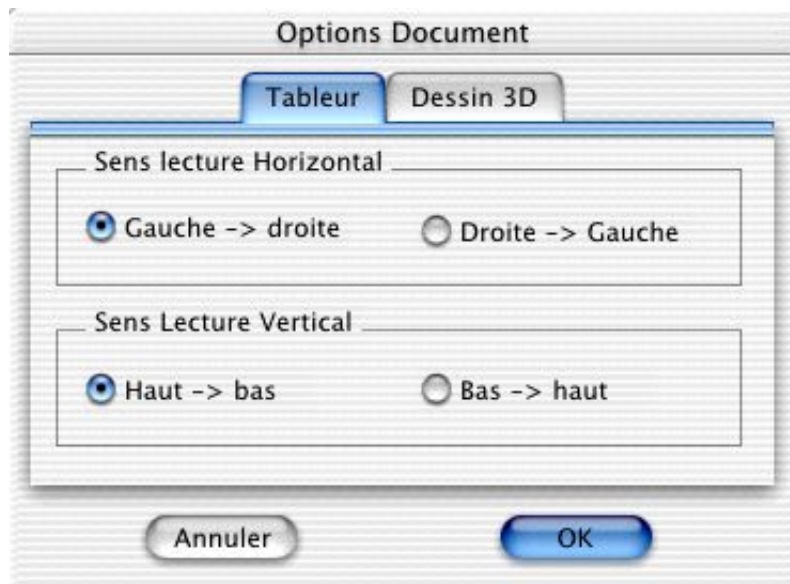 Options Document
Tableur Dessin 3D
Sens lecture Horizontal
Gauche -> droite Droite -> Gauche
Sens Lecture Vertical
Haut -> bas Bas -> haut
Annuler OK